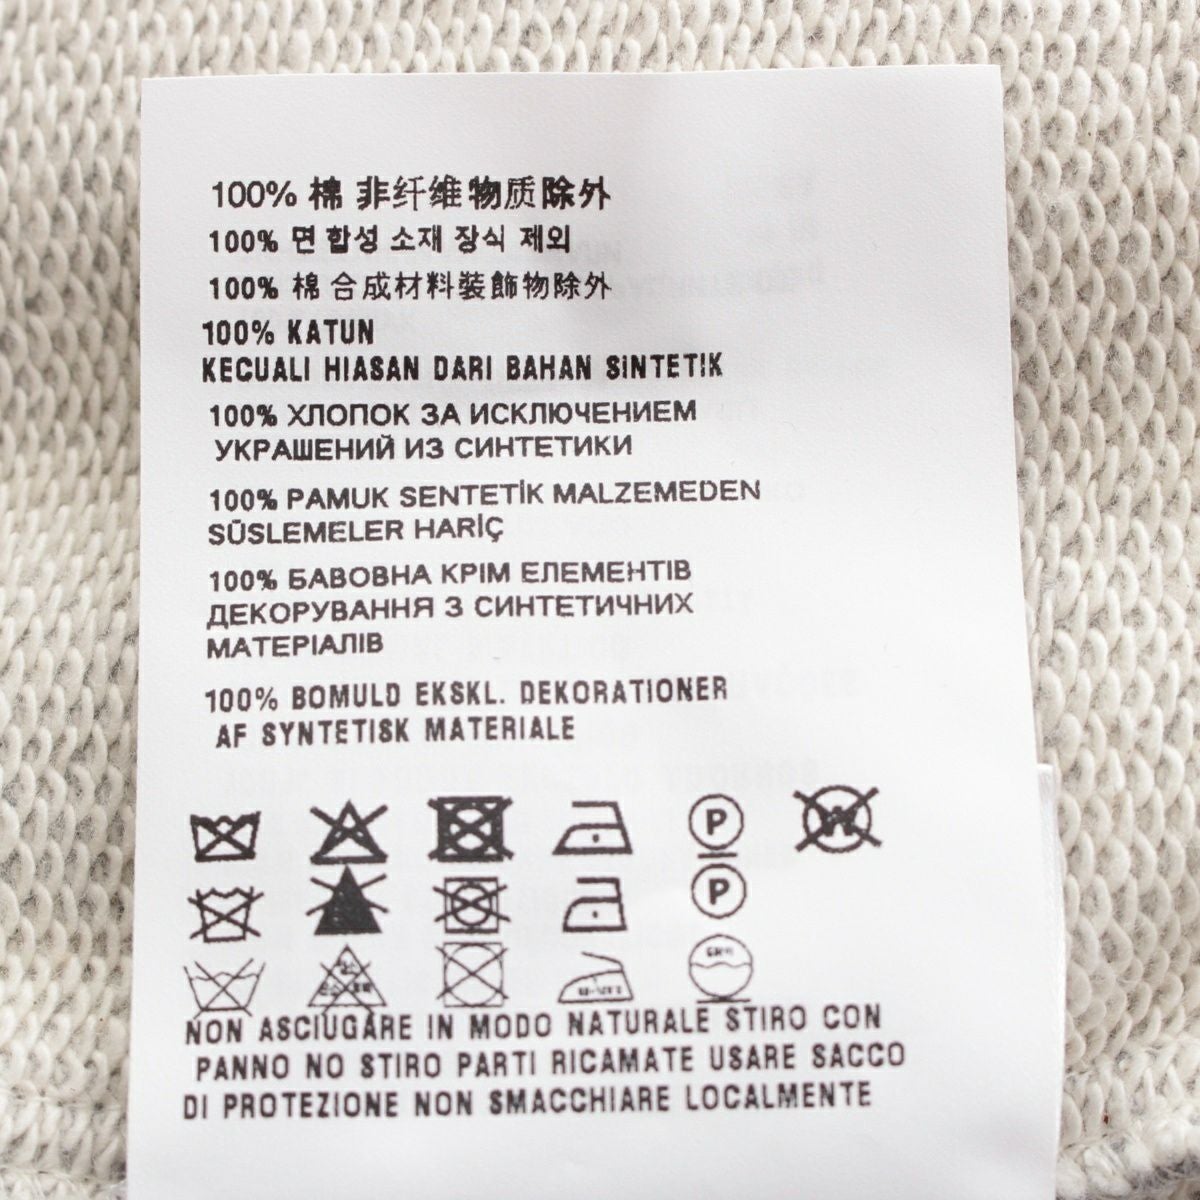 100% 棉 非纤维物质除外
100% 면 합성 소재 장식 제외
100% 棉 合成材料装飾物除外
100% KATUN
KECUALI HIASAN DARI BAHAN SiNTETIK
100% ХЛОПОК ЗА ИСКЛЮЧЕНИЕМ
УКРАШЕНИЙ ИЗ СИНТЕТИКИ
100% PAMUK SENTETİK MALZEMEDEN
SÜSLEMELER HARİÇ
100% БАВОВНА КРІМ ЕЛЕМЕНТІВ
ДЕКОРУВАННЯ З СИНТЕТИЧНИХ
МАТЕРІАЛІВ
100% BOMULD EKSKL. DEKORATIONER
AF SYNTETISK MATERIALE
P W
P
NON ASCIUGARE IN MODO NATURALE STIRO CON
PANNO NO STIRO PARTI RICAMATE USARE SACCO
DI PROTEZIONE NON SMACCHIARE LOCALMENTE